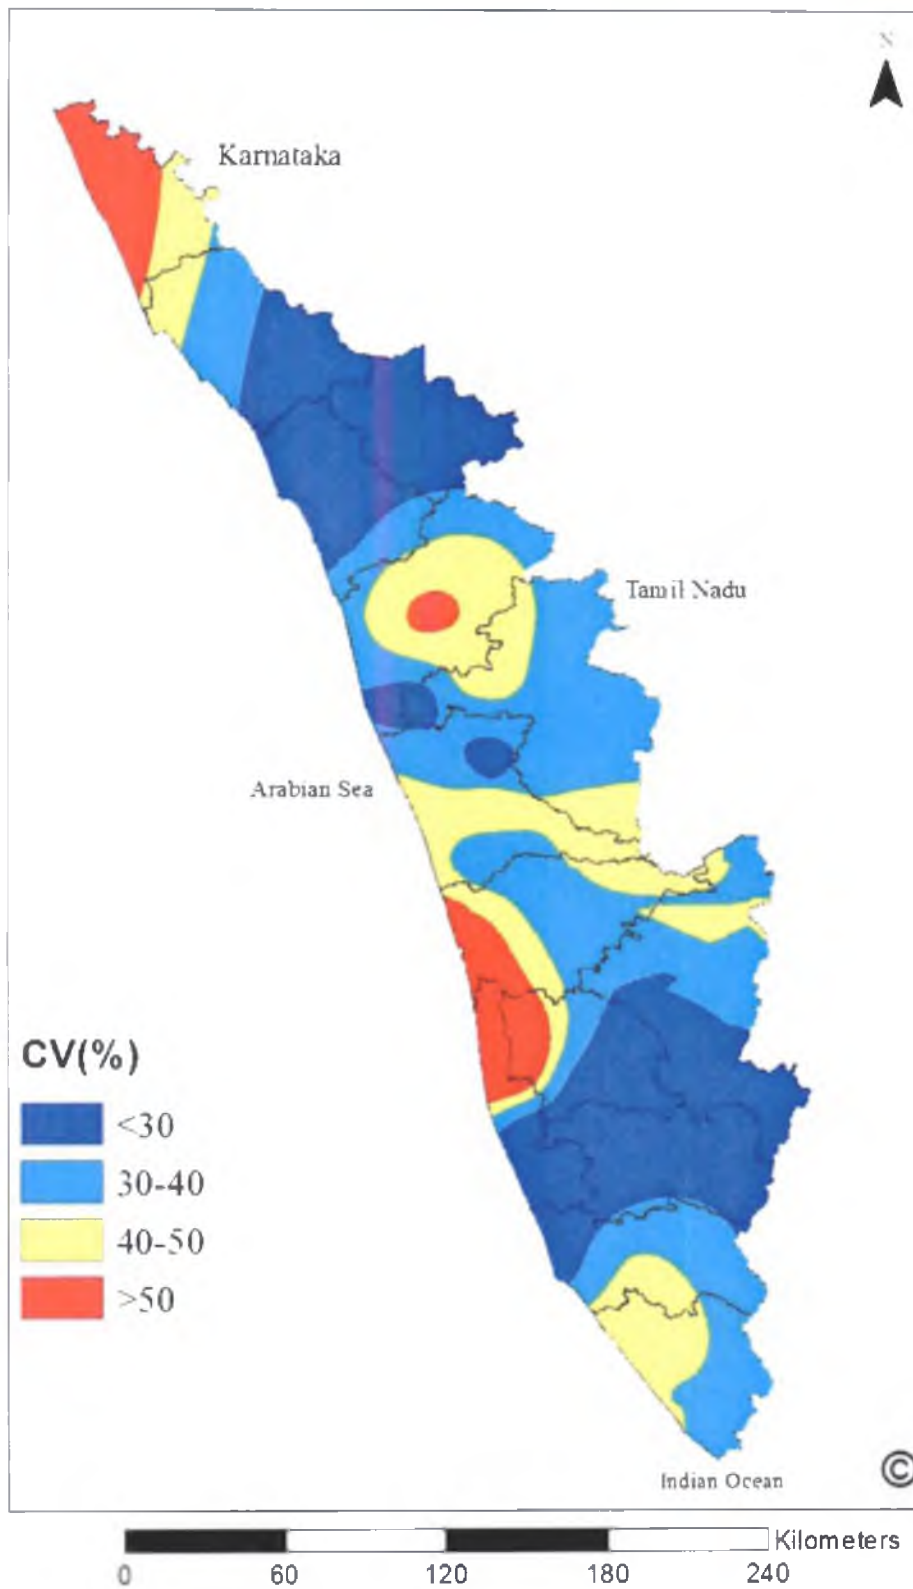 N
Karnataka
Tamil Nadu
Arabian Sea
CV(%)
<30
30-40
40-50
>50
Indian Ocean
©
Kilometers
0 60 120 180 240